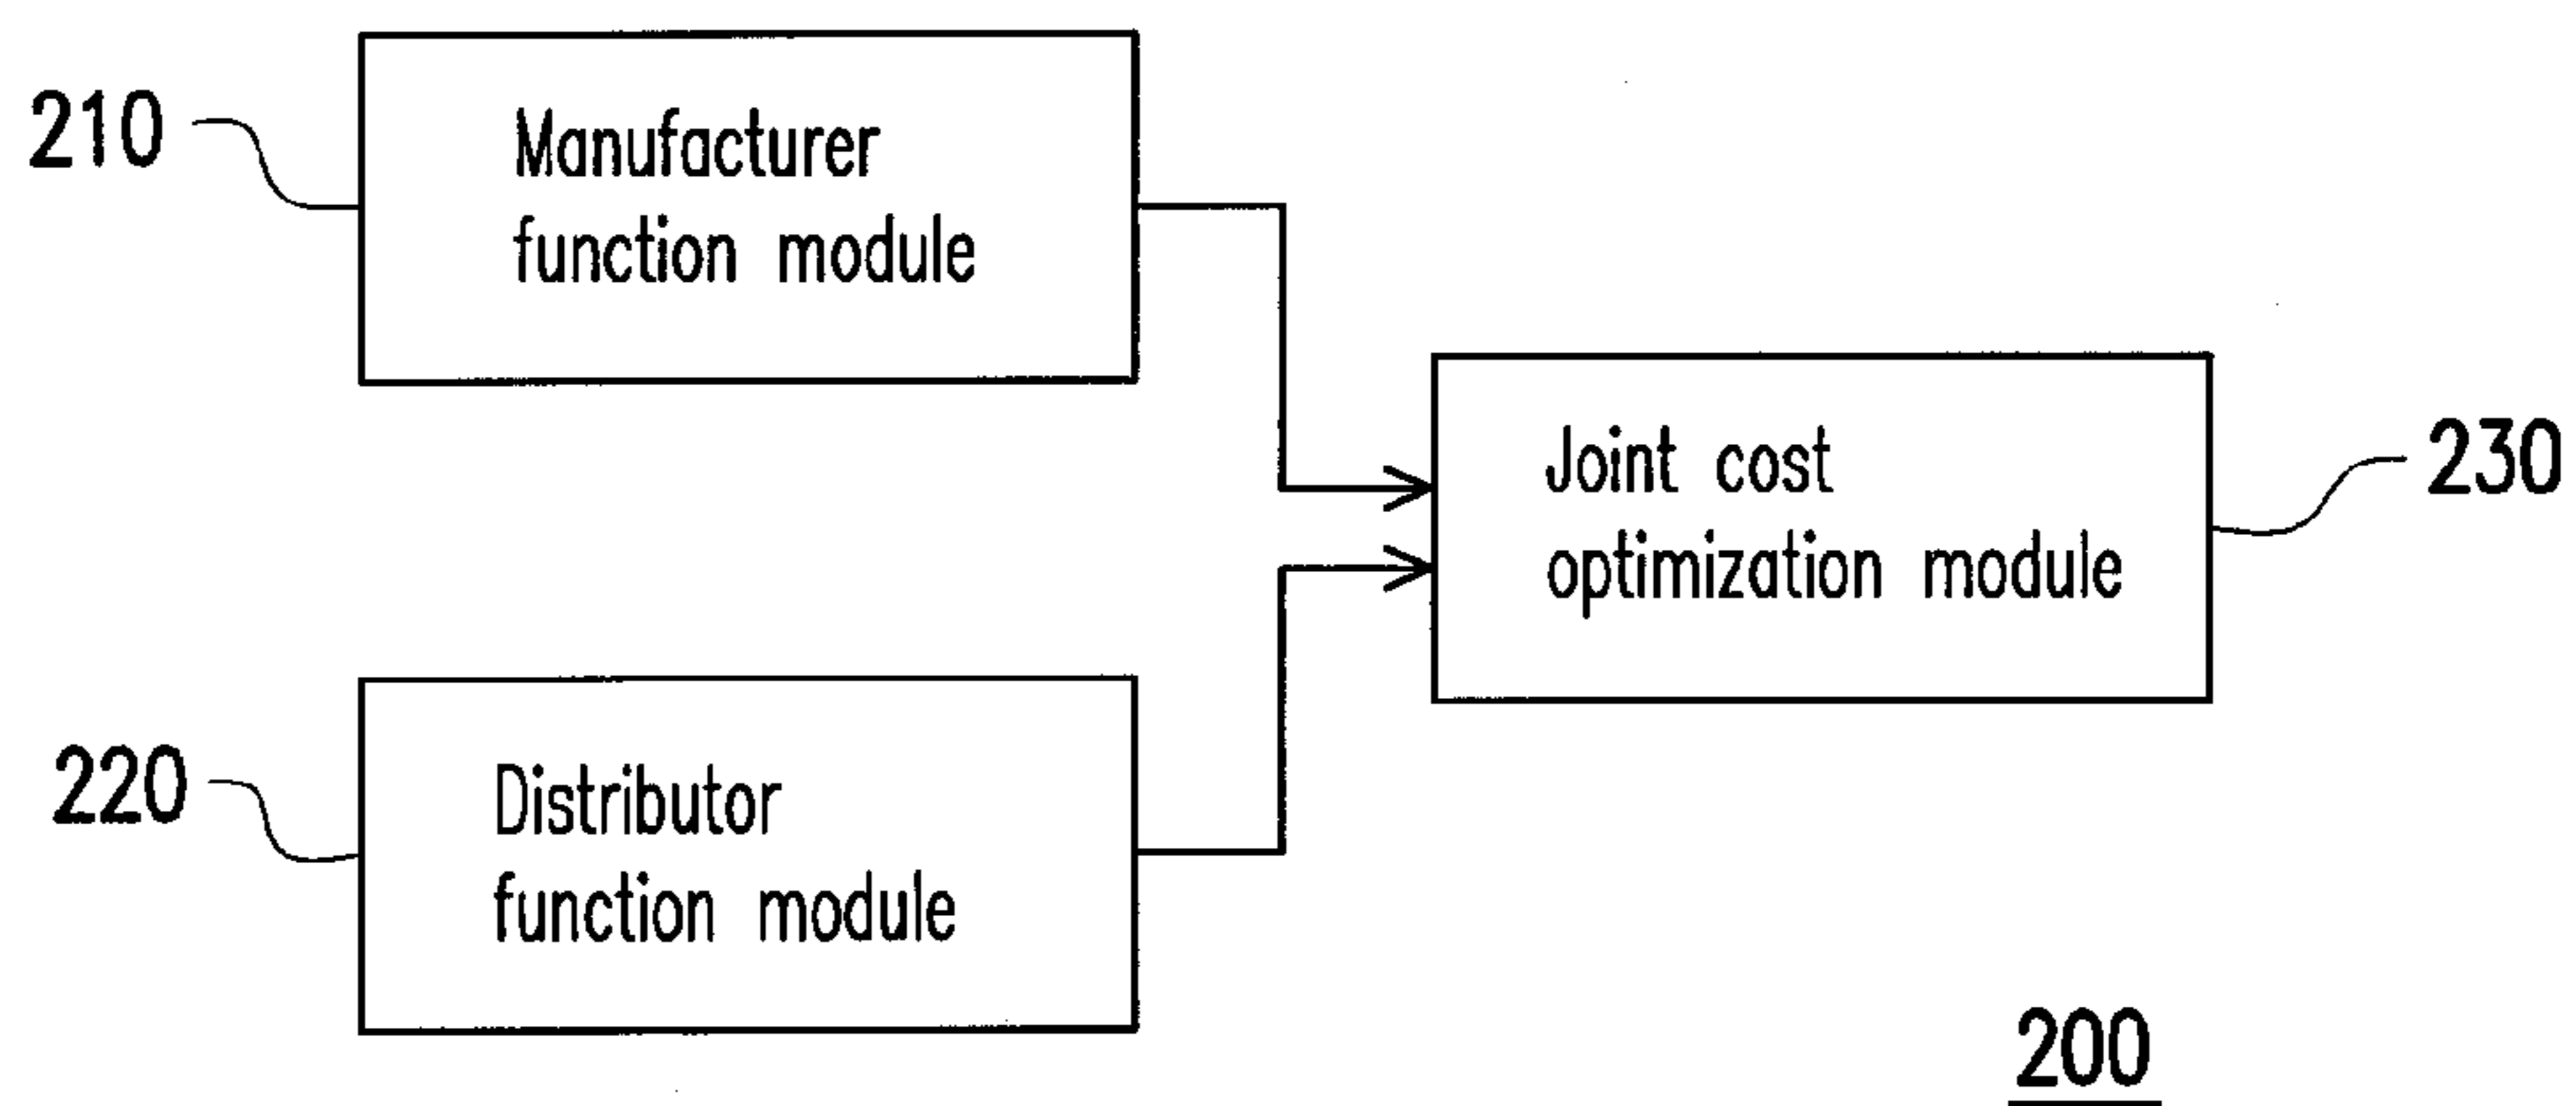 210
Manufacturer
function module
Joint cost
optimization module
230
220
Distributor
function module
200